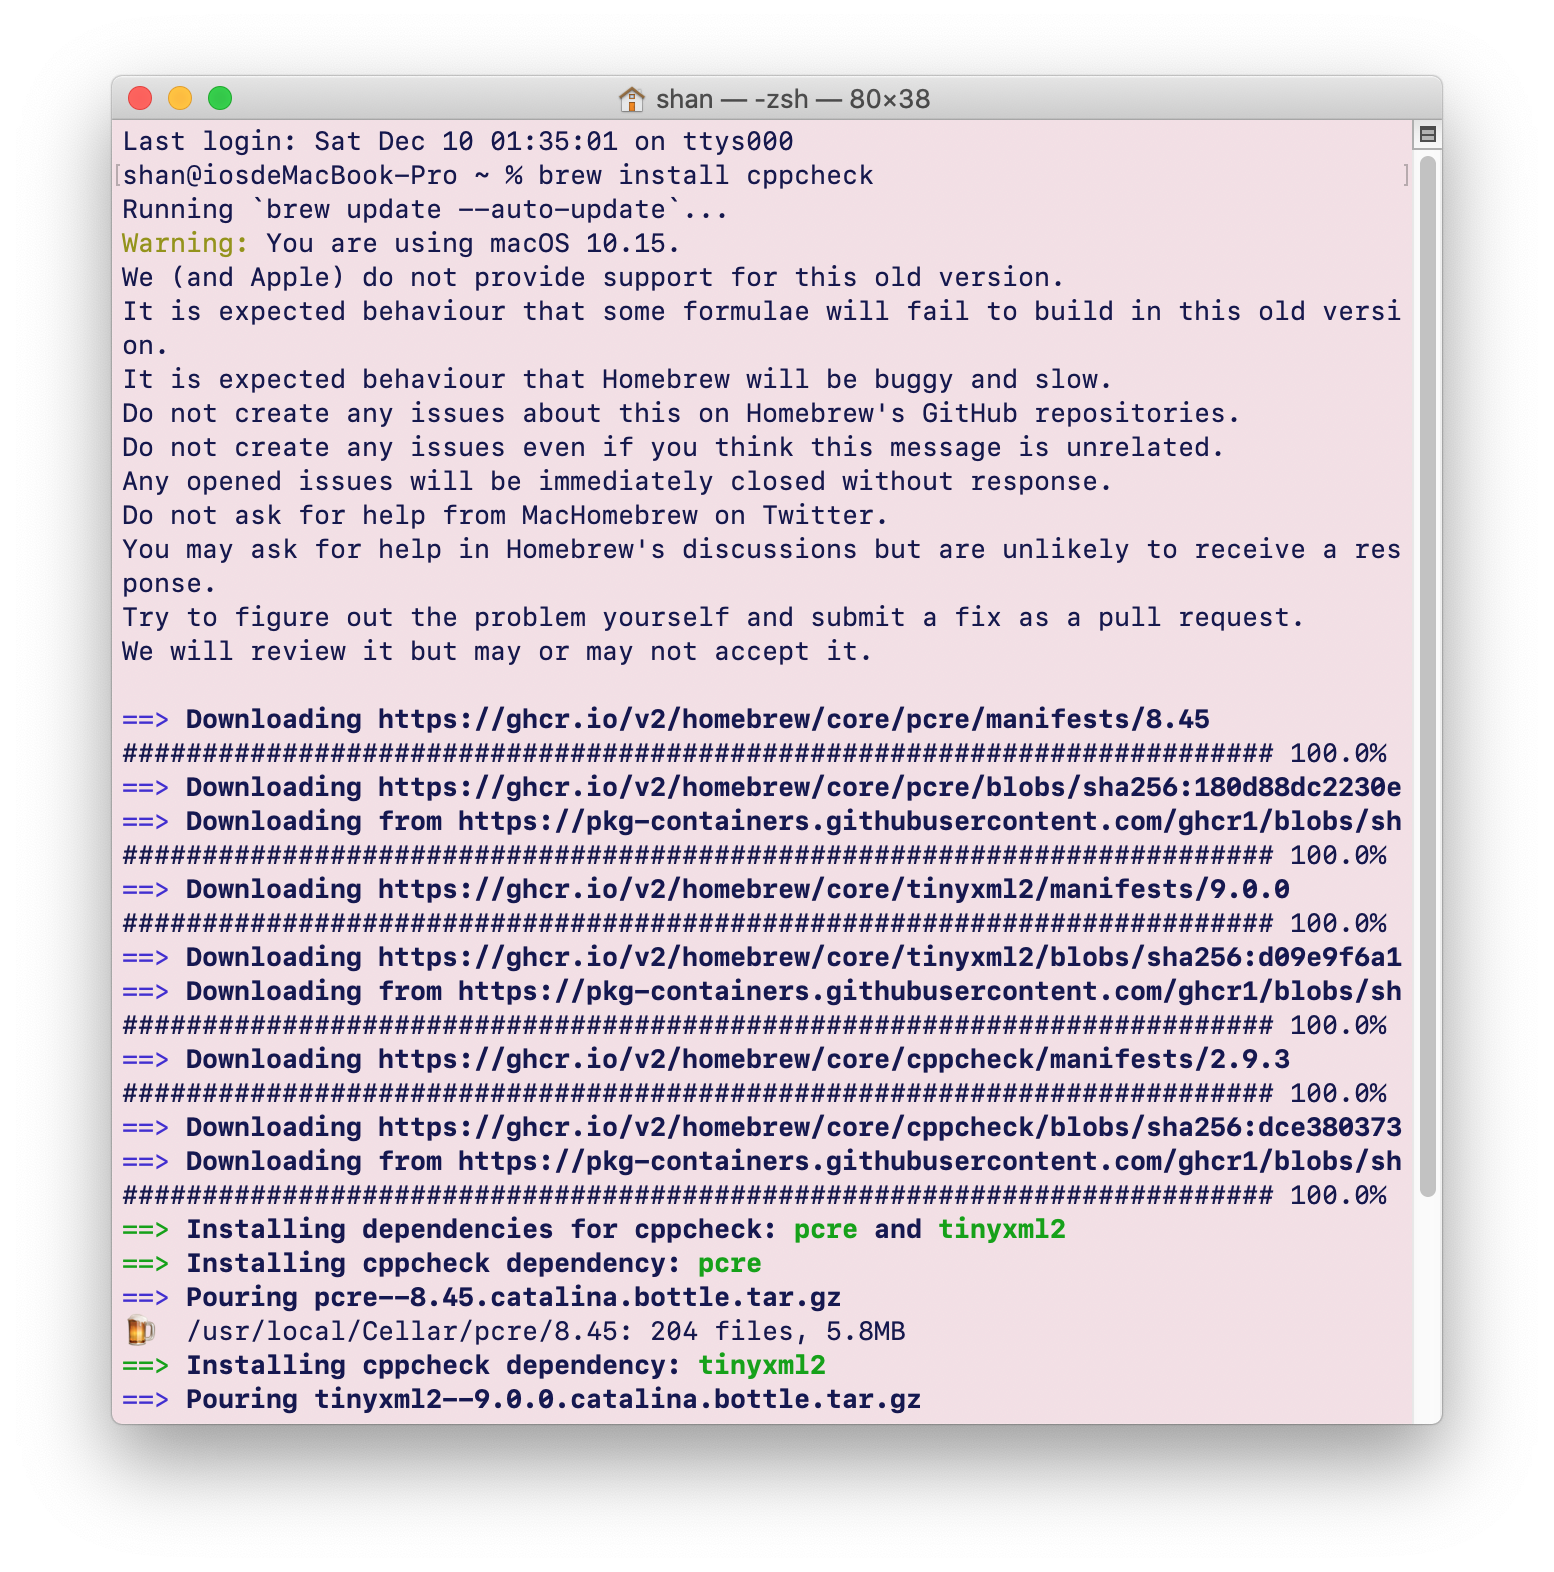 shan — -zsh — 80×38
Last login: Sat Dec 10 01:35:01 on ttys000
[shan@iosdeMacBook-Pro ~ % brew install cppcheck ]
Running `brew update --auto-update`...
Warning: You are using macOS 10.15.
We (and Apple) do not provide support for this old version.
It is expected behaviour that some formulae will fail to build in this old versi
on.
It is expected behaviour that Homebrew will be buggy and slow.
Do not create any issues about this on Homebrew's GitHub repositories.
Do not create any issues even if you think this message is unrelated.
Any opened issues will be immediately closed without response.
Do not ask for help from MacHomebrew on Twitter.
You may ask for help in Homebrew's discussions but are unlikely to receive a res
ponse.
Try to figure out the problem yourself and submit a fix as a pull request.
We will review it but may or may not accept it.
==> Downloading https://ghcr.io/v2/homebrew/core/pcre/manifests/8.45
######################################################################## 100.0%
==> Downloading https://ghcr.io/v2/homebrew/core/pcre/blobs/sha256:180d88dc2230e
==> Downloading from https://pkg-containers.githubusercontent.com/ghcr1/blobs/sh
######################################################################## 100.0%
==> Downloading https://ghcr.io/v2/homebrew/core/tinyxml2/manifests/9.0.0
######################################################################## 100.0%
==> Downloading https://ghcr.io/v2/homebrew/core/tinyxml2/blobs/sha256:d09e9f6a1
==> Downloading from https://pkg-containers.githubusercontent.com/ghcr1/blobs/sh
######################################################################## 100.0%
==> Downloading https://ghcr.io/v2/homebrew/core/cppcheck/manifests/2.9.3
######################################################################## 100.0%
==> Downloading https://ghcr.io/v2/homebrew/core/cppcheck/blobs/sha256:dce380373
==> Downloading from https://pkg-containers.githubusercontent.com/ghcr1/blobs/sh
######################################################################## 100.0%
==> Installing dependencies for cppcheck: pcre and tinyxml2
==> Installing cppcheck dependency: pcre
==> Pouring pcre--8.45.catalina.bottle.tar.gz
🍺 /usr/local/Cellar/pcre/8.45: 204 files, 5.8MB
==> Installing cppcheck dependency: tinyxml2
==> Pouring tinyxml2--9.0.0.catalina.bottle.tar.gz